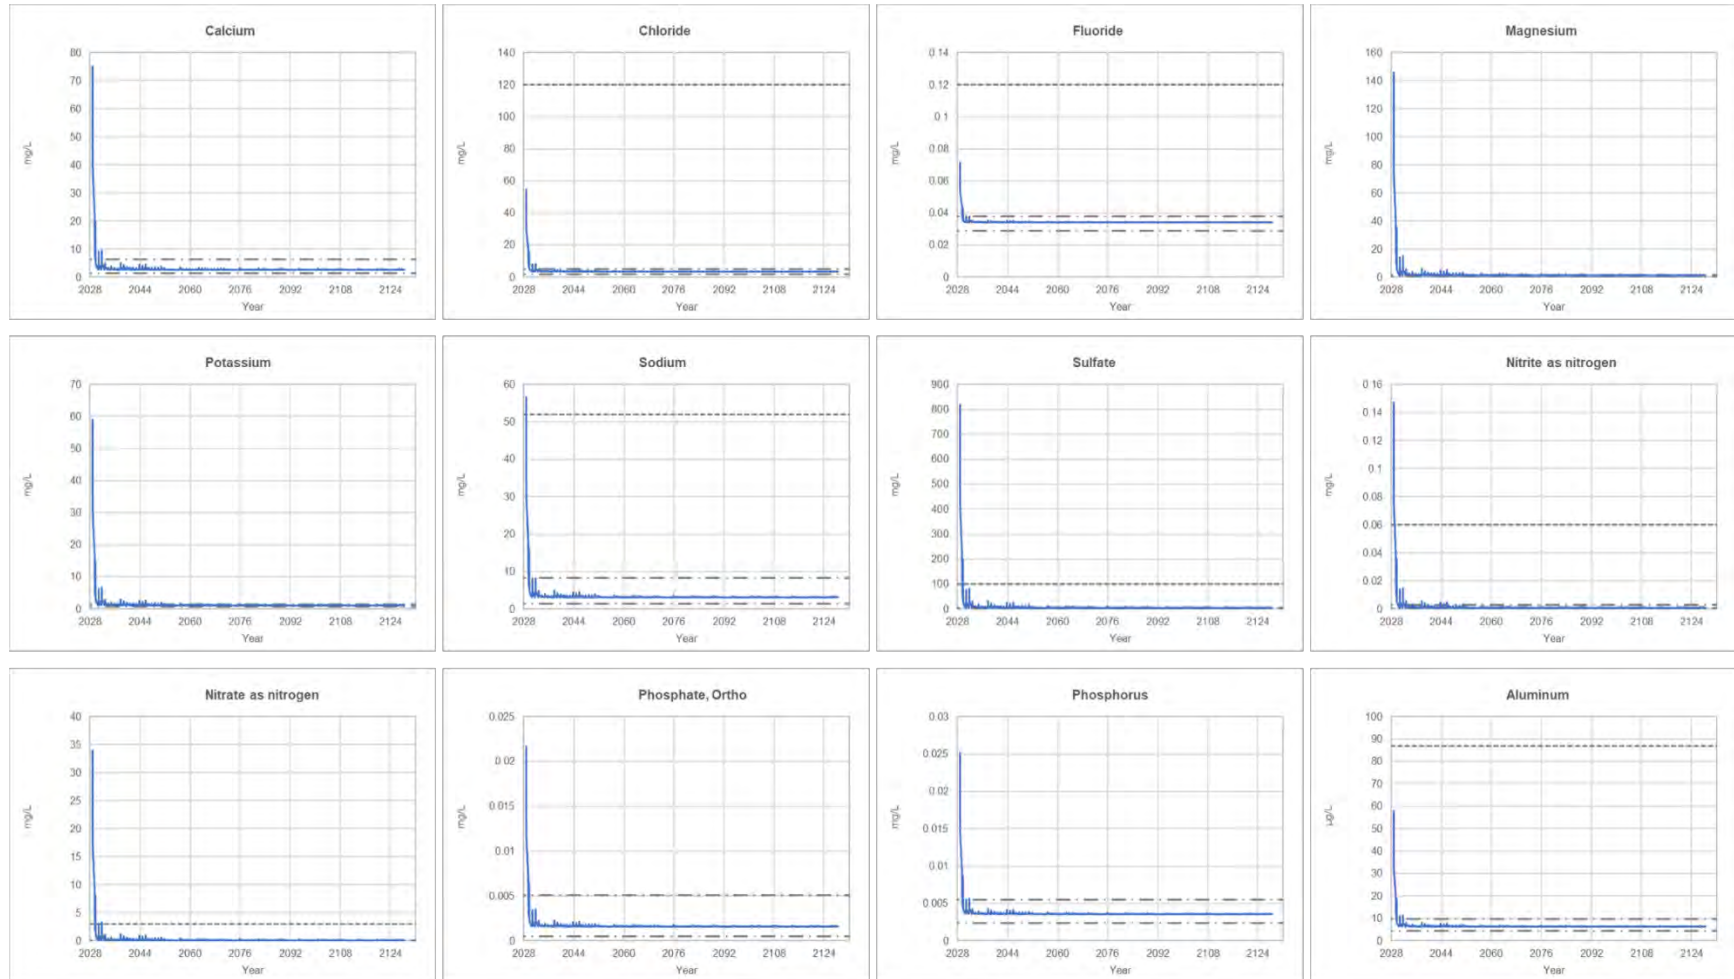 Calcium
80
70
60
50
40
30
20
10
0
mg/L
2028 2044 2060 2076 2092 2108 2124
Year
Chloride
140
120
100
80
60
40
20
0
mg/L
2028 2044 2060 2076 2092 2108 2124
Year
Fluoride
0.14
0.12
0.1
0.08
0.06
0.04
0.02
0
mg/L
2028 2044 2060 2076 2092 2108 2124
Year
Magnesium
160
140
120
100
80
60
40
20
0
mg/L
2028 2044 2060 2076 2092 2108 2124
Year
Potassium
70
60
50
40
30
20
10
0
mg/L
2028 2044 2060 2076 2092 2108 2124
Year
Sodium
60
50
40
30
20
10
0
mg/L
2028 2044 2060 2076 2092 2108 2124
Year
Sulfate
900
800
700
600
500
400
300
200
100
0
mg/L
2028 2044 2060 2076 2092 2108 2124
Year
Nitrite as nitrogen
0.16
0.14
0.12
0.1
0.08
0.06
0.04
0.02
0
mg/L
2028 2044 2060 2076 2092 2108 2124
Year
Nitrate as nitrogen
40
35
30
25
20
15
10
5
0
mg/L
2028 2044 2060 2076 2092 2108 2124
Year
Phosphate, Ortho
0.025
0.02
0.015
0.01
0.005
0
mg/L
2028 2044 2060 2076 2092 2108 2124
Year
Phosphorus
0.03
0.025
0.02
0.015
0.01
0.005
0
mg/L
2028 2044 2060 2076 2092 2108 2124
Year
Aluminum
100
90
80
70
60
50
40
30
20
10
0
µg/L
2028 2044 2060 2076 2092 2108 2124
Year